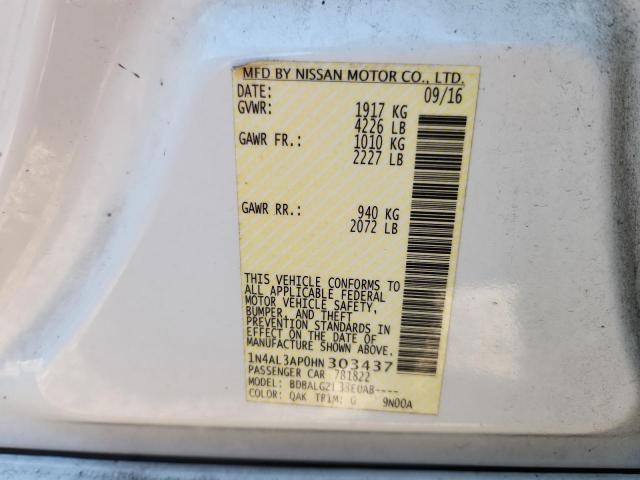 MFD BY NISSAN MOTOR CO., LTD.
DATE: 09/16
GVWR: 1917 KG
4226 LB
GAWR FR.: 1010 KG
2227 LB
GAWR RR.: 940 KG
2072 LB
THIS VEHICLE CONFORMS TO
ALL APPLICABLE FEDERAL
MOTOR VEHICLE SAFETY,
BUMPER, AND THEFT
PREVENTION STANDARDS IN
EFFECT ON THE DATE OF
MANUFACTURE SHOWN ABOVE.
1N4AL3AP0HN303437
PASSENGER CAR 781822
MODEL:
COLOR: QAK TRIM: G 9N00A